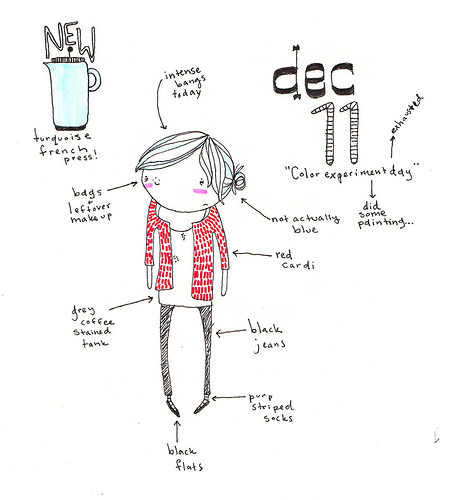 NEW
turquoise
french
press!
intense
bangs
today
dec
11
exhausted
"Color experiment day"
did
some
painting...
bags
+
leftover
makeup
not actually
blue
red
cardi
grey
coffee
stained
tank
black
jeans
purp
striped
socks
black
flats